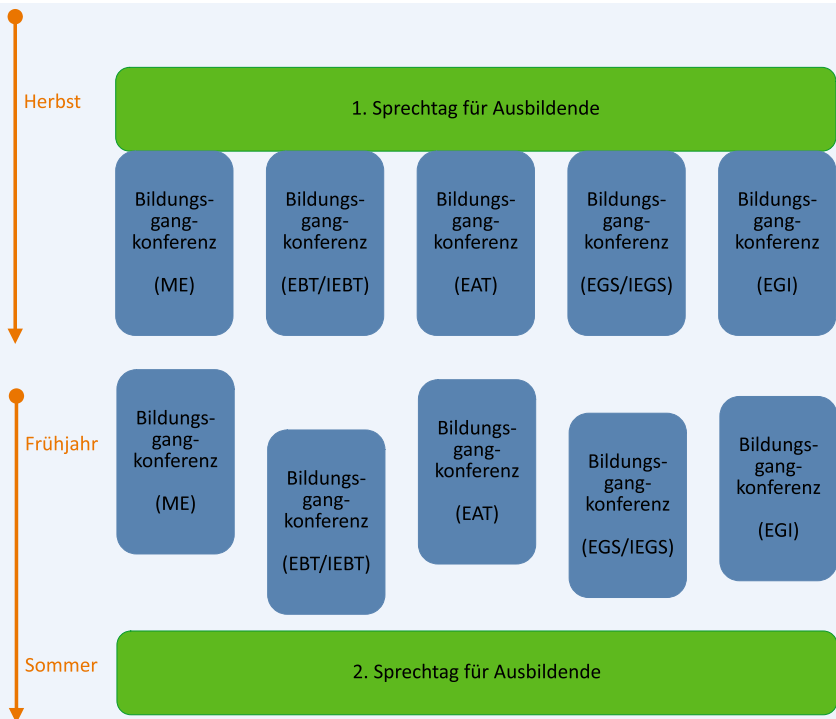 Herbst
1. Sprechtag für Ausbildende
Bildungs-
gang-
konferenz
(ME)
Bildungs-
gang-
konferenz
(EBT/IEBT)
Bildungs-
gang-
konferenz
(EAT)
Bildungs-
gang-
konferenz
(EGS/IEGS)
Bildungs-
gang-
konferenz
(EGI)
Frühjahr
Bildungs-
gang-
konferenz
(ME)
Bildungs-
gang-
konferenz
(EBT/IEBT)
Bildungs-
gang-
konferenz
(EAT)
Bildungs-
gang-
konferenz
(EGS/IEGS)
Bildungs-
gang-
konferenz
(EGI)
Sommer
2. Sprechtag für Ausbildende